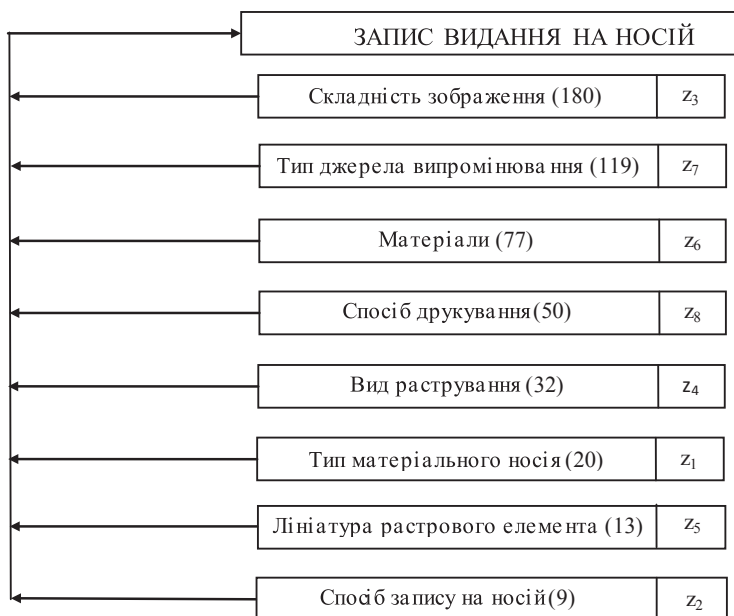 ЗАПИС ВИДАННЯ НА НОСІЙ
Складність зображення (180) z3
Тип джерела випромінювання (119) z7
Матеріали (77) z6
Спосіб друкування (50) z8
Вид растрування (32) z4
Тип матеріального носія (20) z1
Лініатура растрового елемента (13) z5
Спосіб запису на носій (9) z2